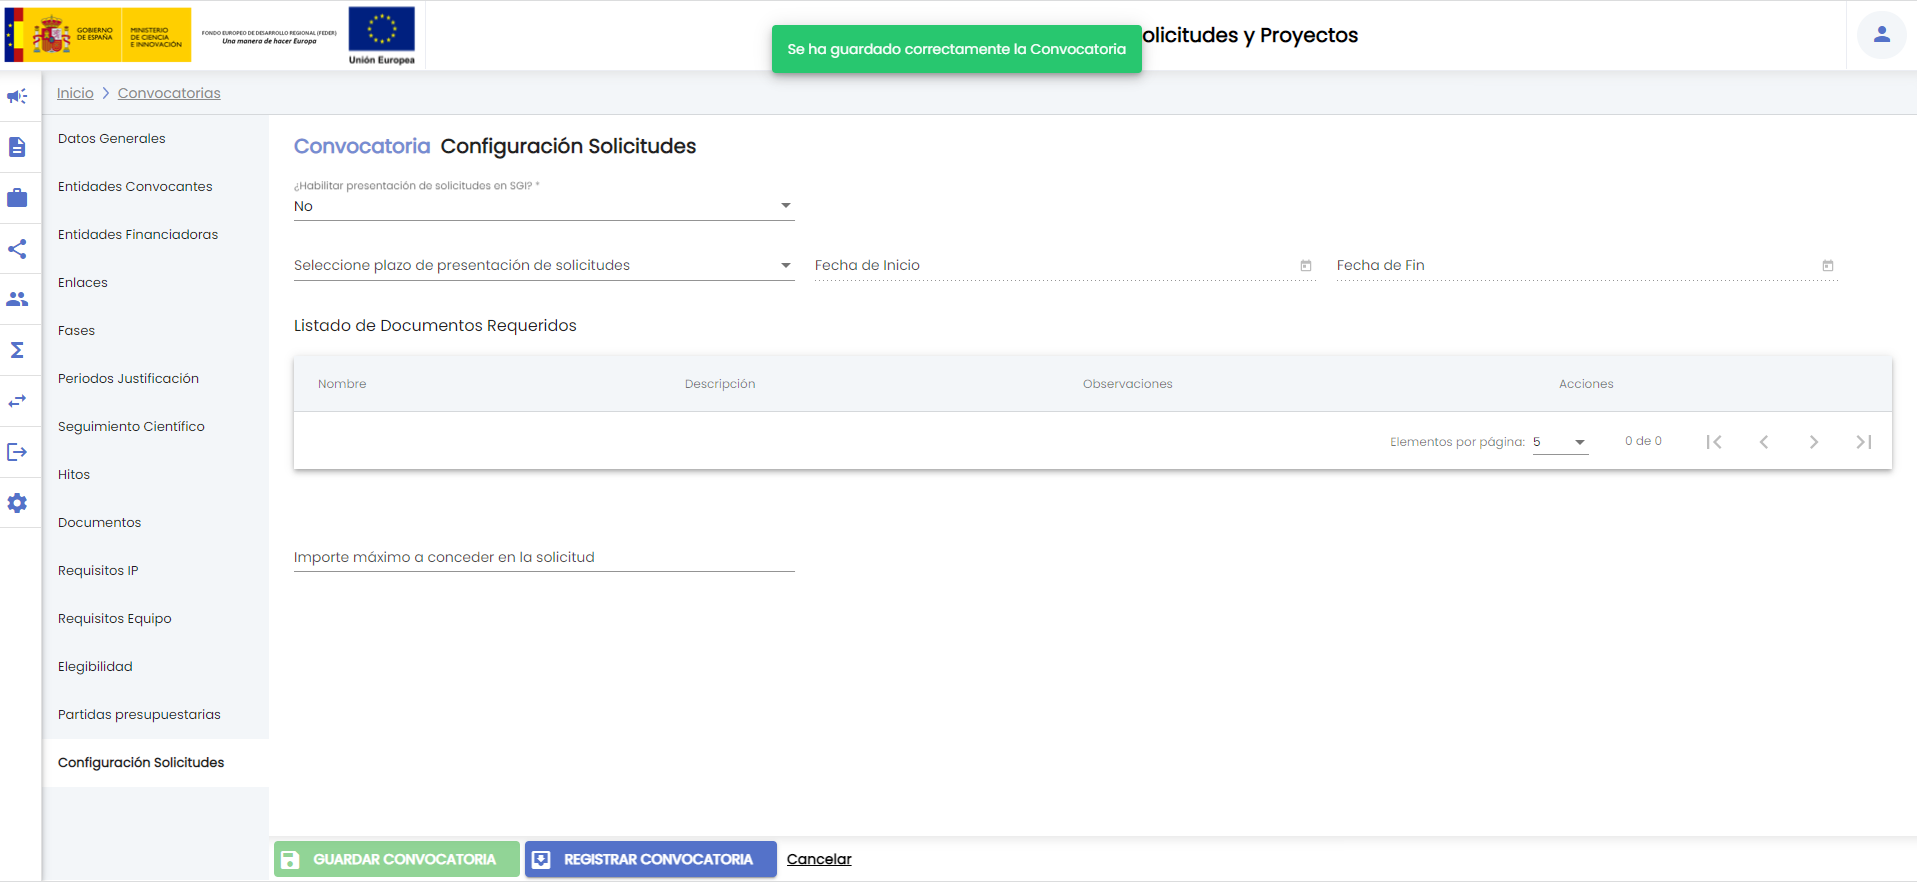 GOBIERNO
DE ESPAÑA
MINISTERIO
DE CIENCIA
E INNOVACIÓN
FONDO EUROPEO DE DESARROLLO REGIONAL (FEDER)
Una manera de hacer Europa
Unión Europea
Se ha guardado correctamente la Convocatoria
olicitudes y Proyectos
Inicio
Convocatorias
Datos Generales
Entidades Convocantes
Entidades Financiadoras
Enlaces
Fases
Periodos Justificación
Seguimiento Científico
Hitos
Documentos
Requisitos IP
Requisitos Equipo
Elegibilidad
Partidas presupuestarias
Configuración Solicitudes
Convocatoria Configuración Solicitudes
¿Habilitar presentación de solicitudes en SGI? *
No
Seleccione plazo de presentación de solicitudes
Fecha de Inicio
Fecha de Fin
Listado de Documentos Requeridos
Nombre
Descripción
Observaciones
Acciones
Elementos por página: 5
0 de 0
Importe máximo a conceder en la solicitud
GUARDAR CONVOCATORIA
REGISTRAR CONVOCATORIA
Cancelar